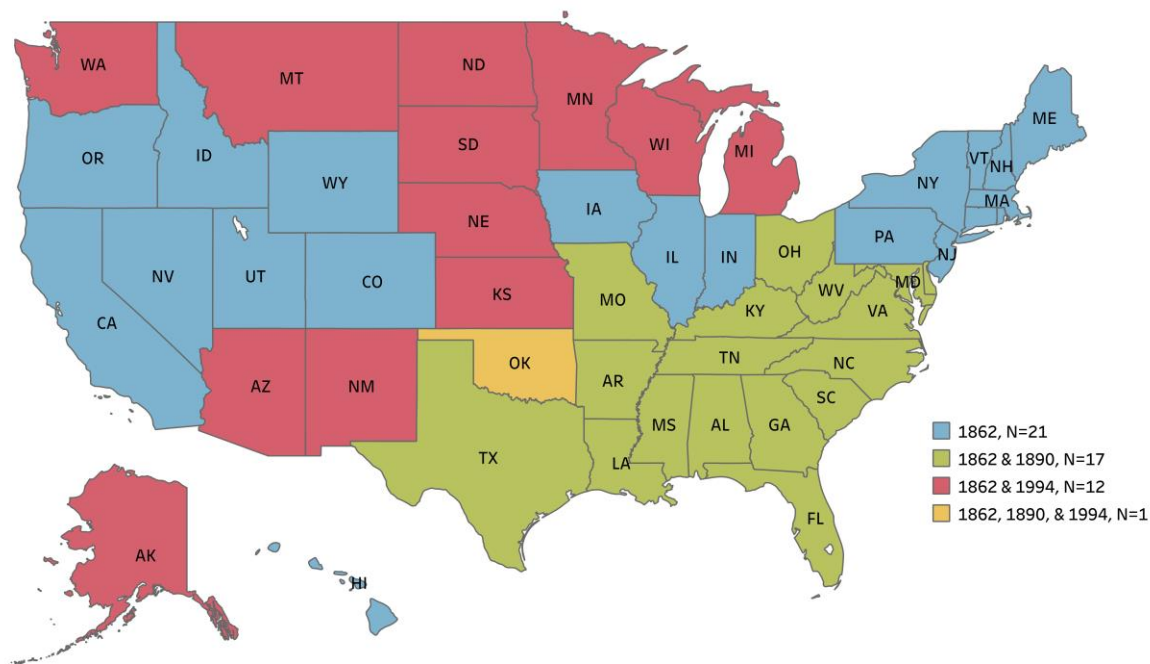 WA
MT
ND
MN
ME
OR
ID
SD
WI
MI
VT
NH
WY
NY
MA
NE
IA
PA
NJ
NV
UT
CO
IL
IN
OH
MD
CA
KS
MO
WV
KY
VA
AZ
NM
OK
TN
NC
AR
SC
TX
LA
MS
AL
GA
FL
AK
HI
1862, N=21
1862 & 1890, N=17
1862 & 1994, N=12
1862, 1890, & 1994, N=1